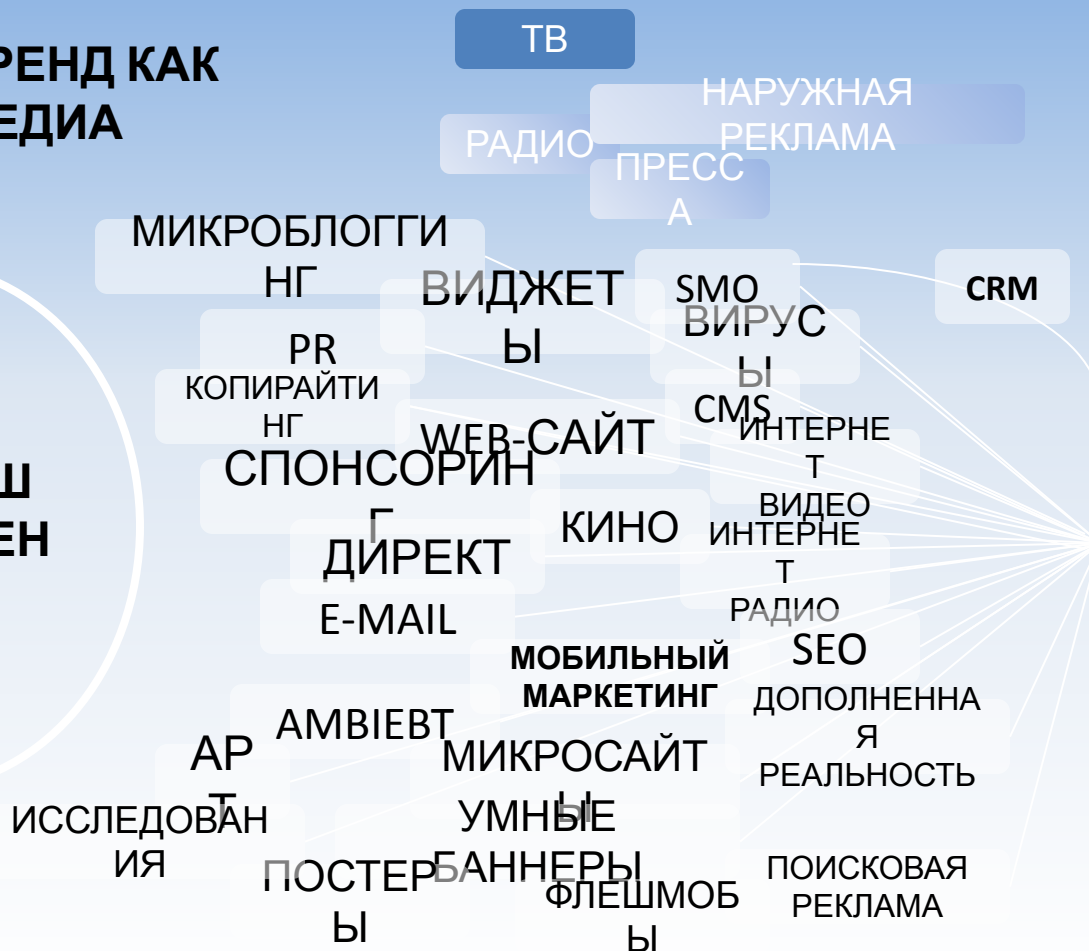 ТВ
РЕНД КАК
ЕДИА
НАРУЖНАЯ
РЕКЛАМА
РАДИО
ПРЕСС
А
МИКРОБЛОГГИ
НГ
ВИДЖЕТ
Ы
SMO
CRM
ВИРУС
Ы
PR
КОПИРАЙТИ
НГ
CMS
WEB-САЙТ
ИНТЕРНЕ
Т
ВИДЕО
СПОНСОРИН
Г
Ш
ЕН
КИНО
ИНТЕРНЕ
Т
РАДИО
ДИРЕКТ
E-MAIL
SEO
МОБИЛЬНЫЙ
МАРКЕТИНГ
ДОПОЛНЕННА
Я
РЕАЛЬНОСТЬ
AMBIEBT
АР
Т
МИКРОСАЙТ
Ы
ИССЛЕДОВАН
ИЯ
УМНЫЕ
БАННЕРЫ
ПОСТЕР
Ы
ФЛЕШМОБ
Ы
ПОИСКОВАЯ
РЕКЛАМА